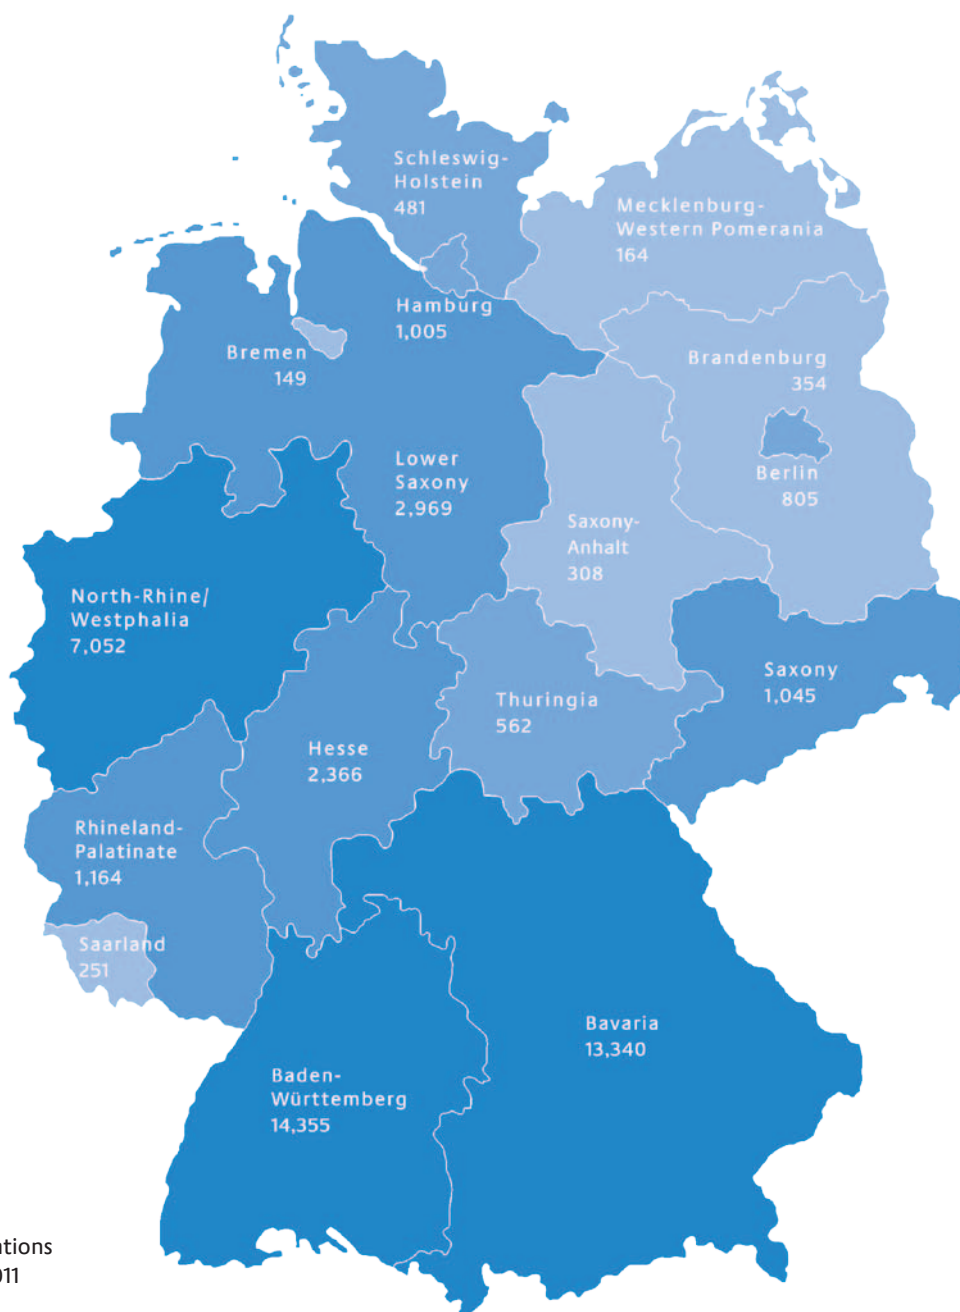 Schleswig-
Holstein
481
Mecklenburg-
Western Pomerania
164
Hamburg
1,005
Bremen
149
Brandenburg
354
Lower
Saxony
2,969
Berlin
805
Saxony-
Anhalt
308
North-Rhine/
Westphalia
7,052
Saxony
1,045
Thuringia
562
Hesse
2,366
Rhineland-
Palatinate
1,164
Saarland
251
Bavaria
13,340
Baden-
Württemberg
14,355